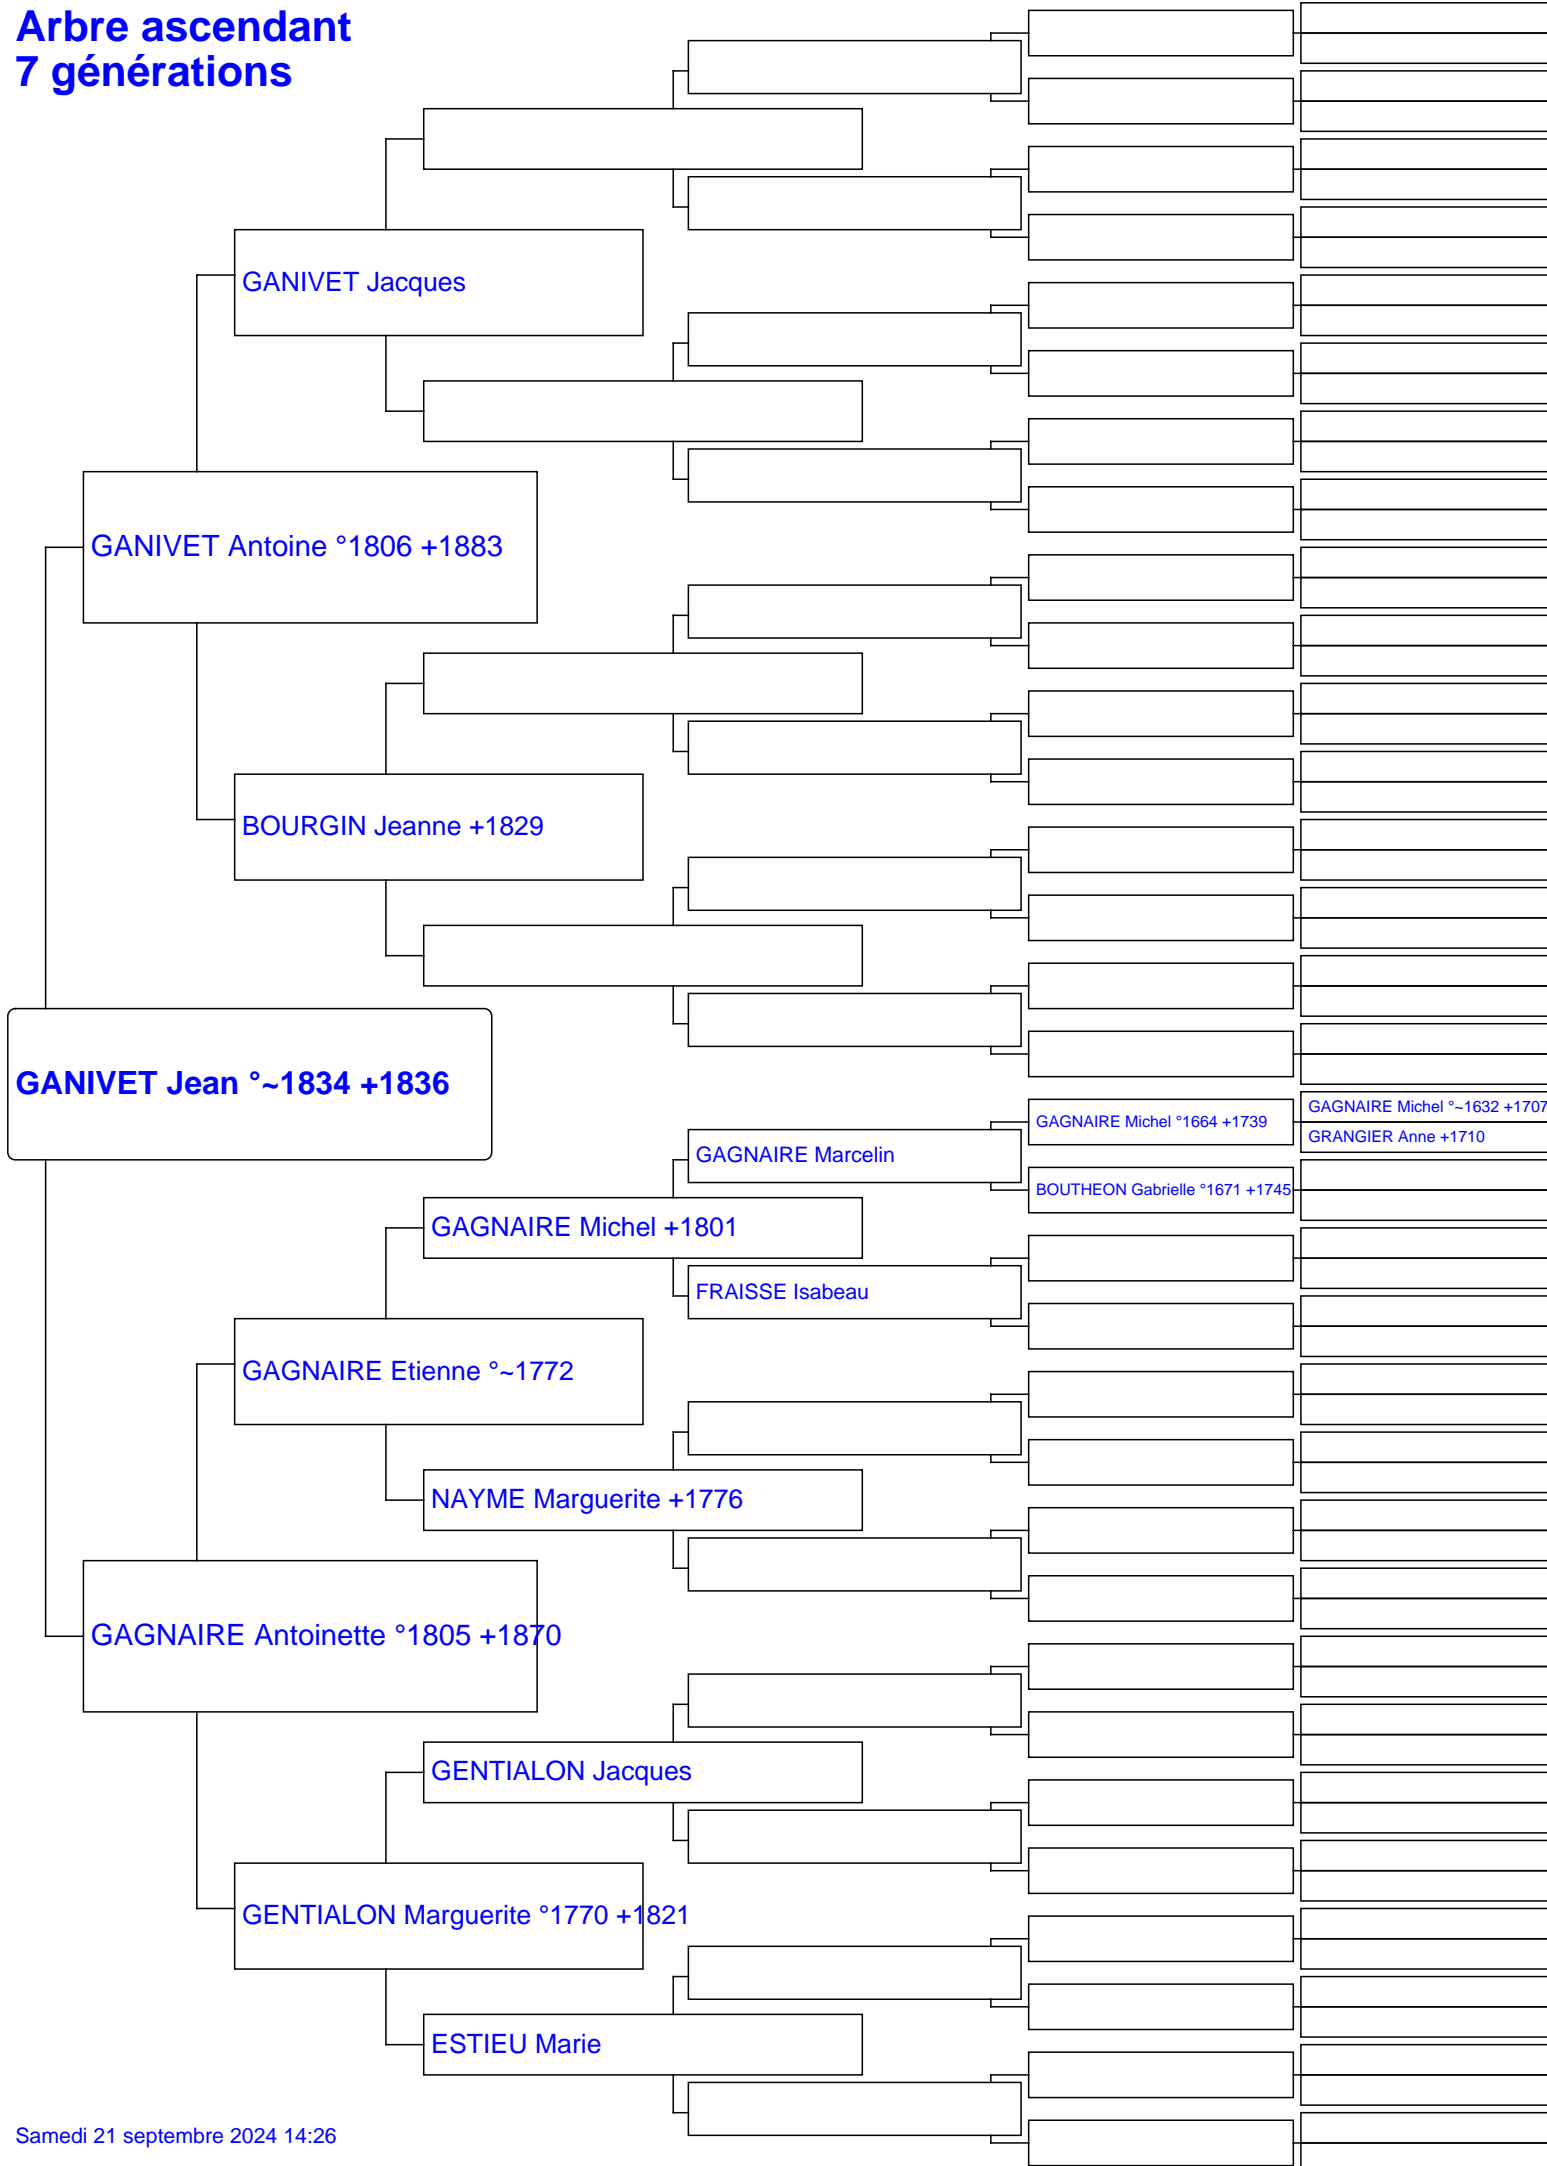 Arbre ascendant
7 générations
GANIVET Jacques
GANIVET Antoine °1806 +1883
BOURGIN Jeanne +1829
GANIVET Jean °~1834 +1836
GAGNAIRE Michel °~1632 +1707
GAGNAIRE Michel °1664 +1739
GRANGIER Anne +1710
GAGNAIRE Marcelin
BOUTHEON Gabrielle °1671 +1745
GAGNAIRE Michel +1801
FRAISSE Isabeau
GAGNAIRE Etienne °~1772
NAYME Marguerite +1776
GAGNAIRE Antoinette °1805 +1870
GENTIALON Jacques
GENTIALON Marguerite °1770 +1821
ESTIEU Marie
Samedi 21 septembre 2024 14:26